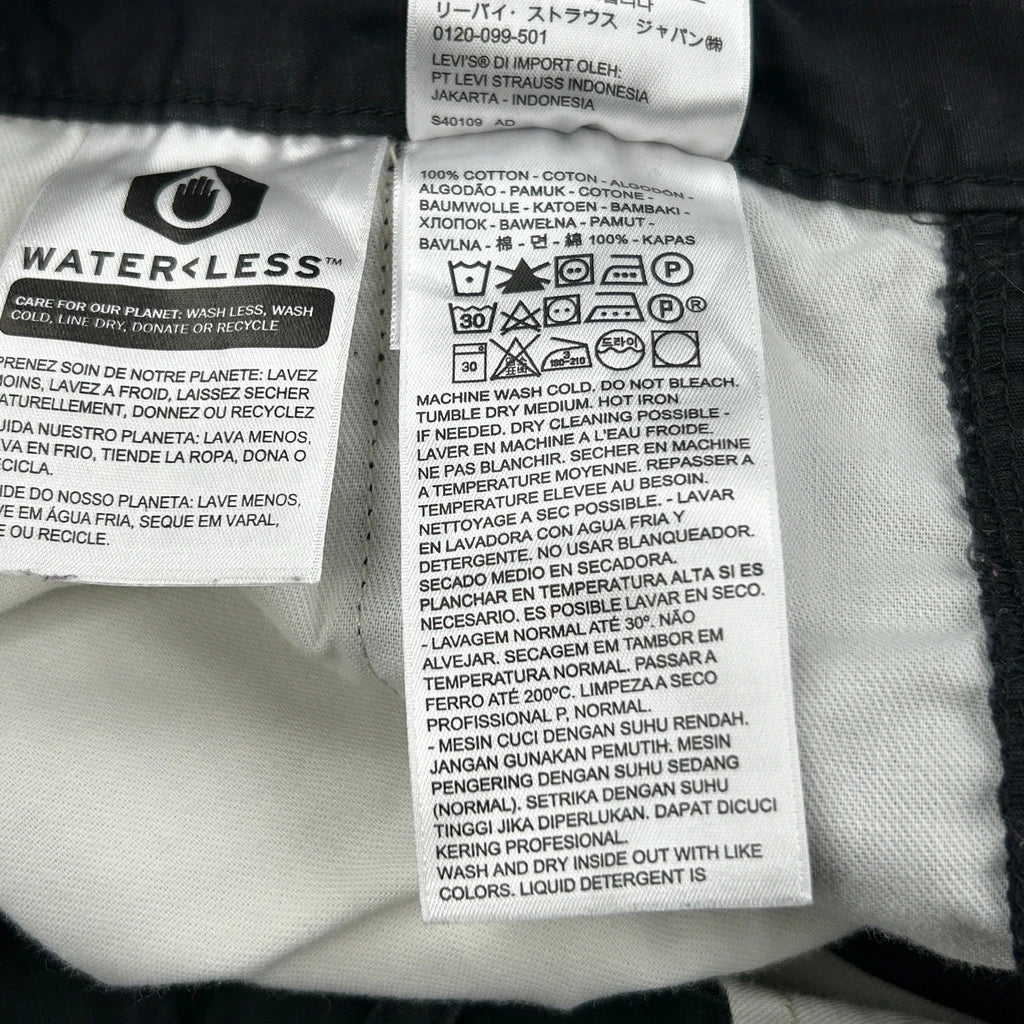 リーバイ・ストラウス ジャパン㈱
0120-099-501
LEVI'S® DI IMPORT OLEH:
PT LEVI STRAUSS INDONESIA
JAKARTA - INDONESIA
S40109
WATER<LESS™
CARE FOR OUR PLANET: WASH LESS, WASH
COLD, LINE DRY, DONATE OR RECYCLE
PRENEZ SOIN DE NOTRE PLANETE: LAVEZ
MOINS, LAVEZ A FROID, LAISSEZ SECHER
NATURELLEMENT, DONNEZ OU RECYCLEZ
NUESTRO PLANETA: LAVA MENOS,
EN FRIO, TIENDE LA ROPA, DONA O
DO NOSSO PLANETA: LAVE MENOS,
EM ÁGUA FRIA, SEQUE EM VARAL,
OU RECICLE.
100% COTTON - COTON - ALGODÓN -
ALGODÃO - PAMUK - COTONE -
BAUMWOLLE - KATOEN - BAMBAKI -
ХЛОПОК - BAWEŁNA - PAMUT -
BAVLNA - 棉 - 면 - 綿 100% - KAPAS
P
30 P®
30 3 180-210 드라이
MACHINE WASH COLD. DO NOT BLEACH.
TUMBLE DRY MEDIUM. HOT IRON
IF NEEDED. DRY CLEANING POSSIBLE -
LAVER EN MACHINE A L'EAU FROIDE.
NE PAS BLANCHIR. SECHER EN MACHINE
A TEMPERATURE MOYENNE. REPASSER A
TEMPERATURE ELEVEE AU BESOIN.
NETTOYAGE A SEC POSSIBLE. - LAVAR
EN LAVADORA CON AGUA FRIA Y
DETERGENTE. NO USAR BLANQUEADOR.
SECADO MEDIO EN SECADORA.
PLANCHAR EN TEMPERATURA ALTA SI ES
NECESARIO. ES POSIBLE LAVAR EN SECO.
- LAVAGEM NORMAL ATÉ 30º. NÃO
ALVEJAR. SECAGEM EM TAMBOR EM
TEMPERATURA NORMAL. PASSAR A
FERRO ATÉ 200ºC. LIMPEZA A SECO
PROFISSIONAL P, NORMAL.
- MESIN CUCI DENGAN SUHU RENDAH.
JANGAN GUNAKAN PEMUTIH. MESIN
PENGERING DENGAN SUHU SEDANG
(NORMAL). SETRIKA DENGAN SUHU
TINGGI JIKA DIPERLUKAN. DAPAT DICUCI
KERING PROFESIONAL.
WASH AND DRY INSIDE OUT WITH LIKE
COLORS. LIQUID DETERGENT IS